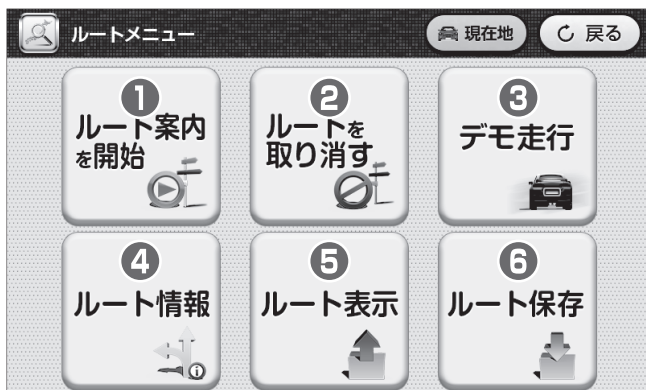 ルートメニュー
現在地
戻る
1
ルート案内
を開始
2
ルートを
取り消す
3
デモ走行
4
ルート情報
5
ルート表示
6
ルート保存